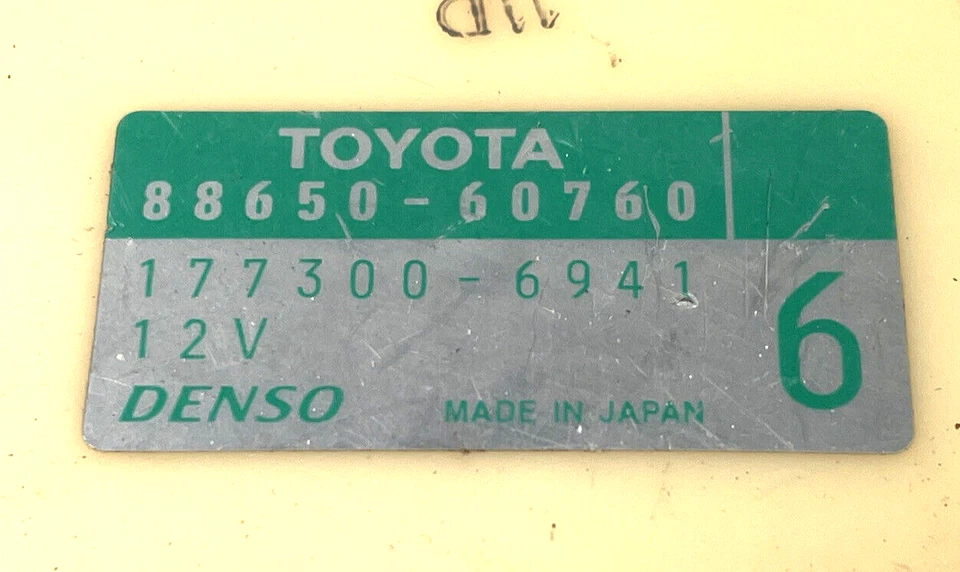 TOYOTA
88650-60760
177300-6941
12V
6
DENSO
MADE IN JAPAN